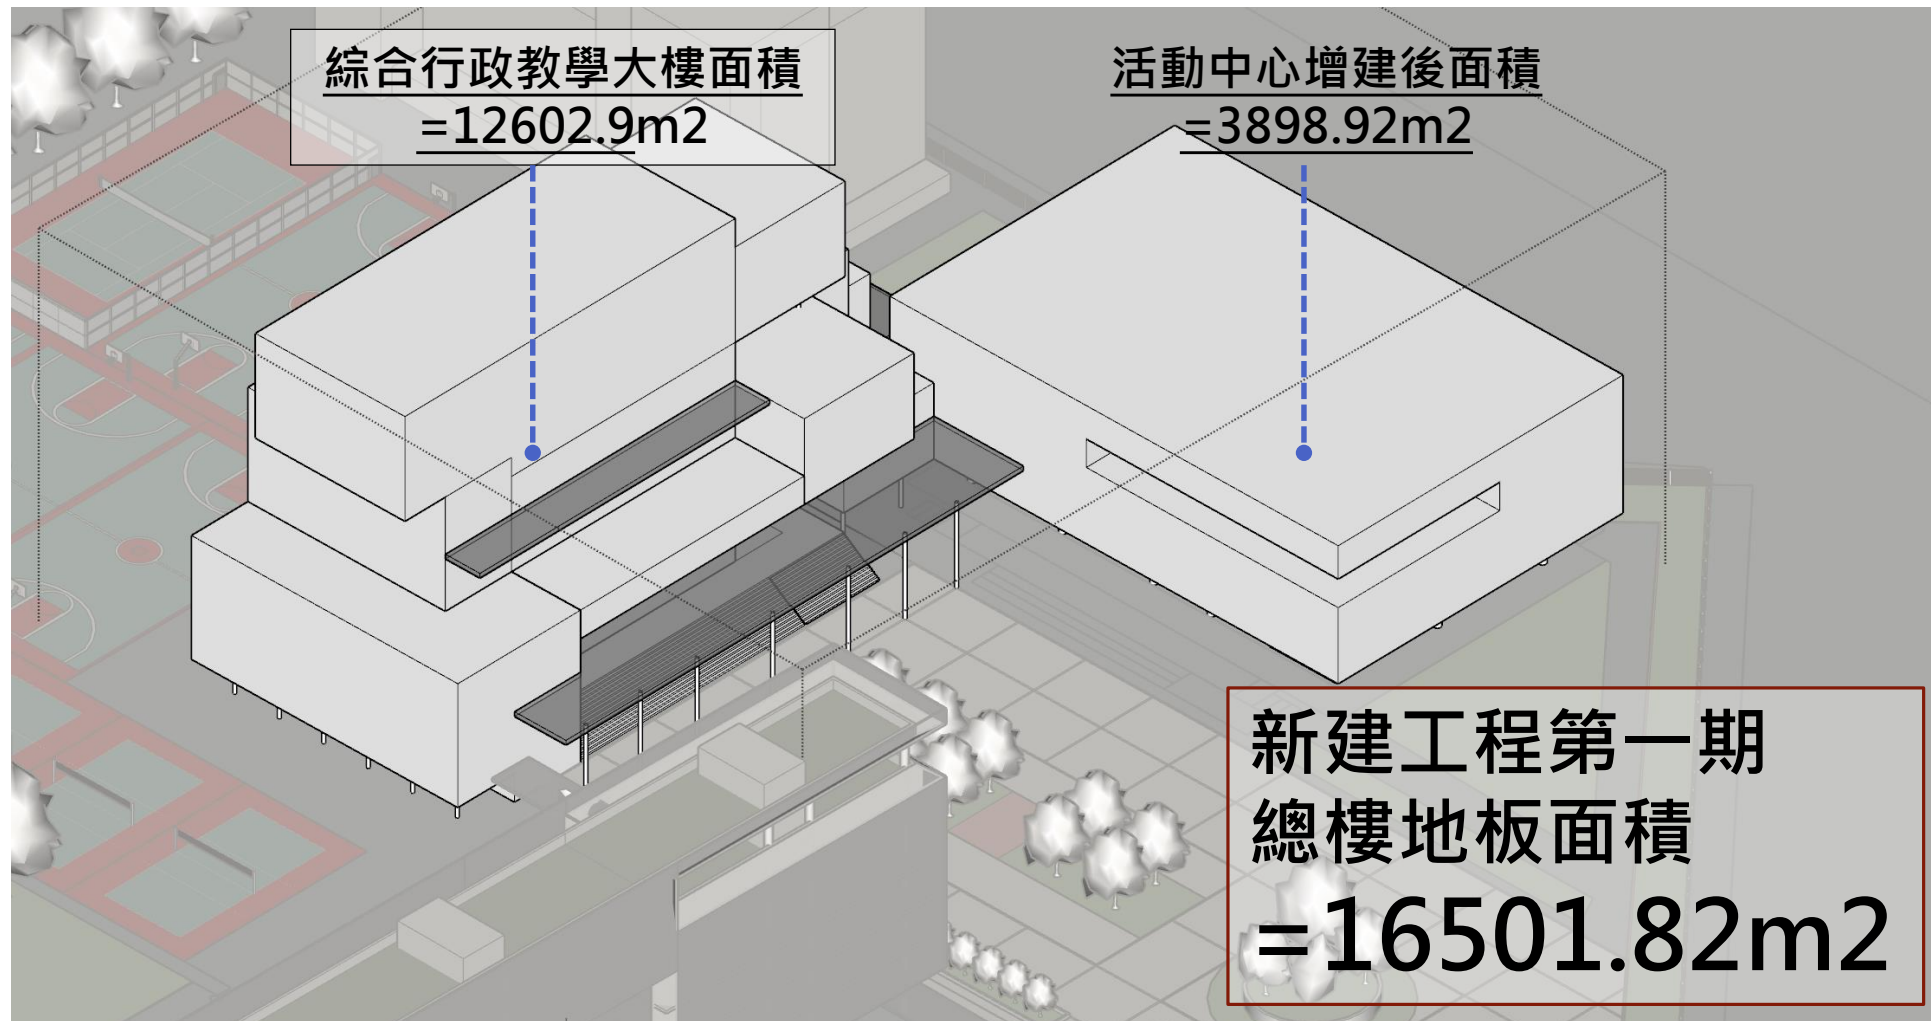 綜合行政教學大樓面積
=12602.9m2
活動中心增建後面積
=3898.92m2
新建工程第一期
總樓地板面積
=16501.82m2